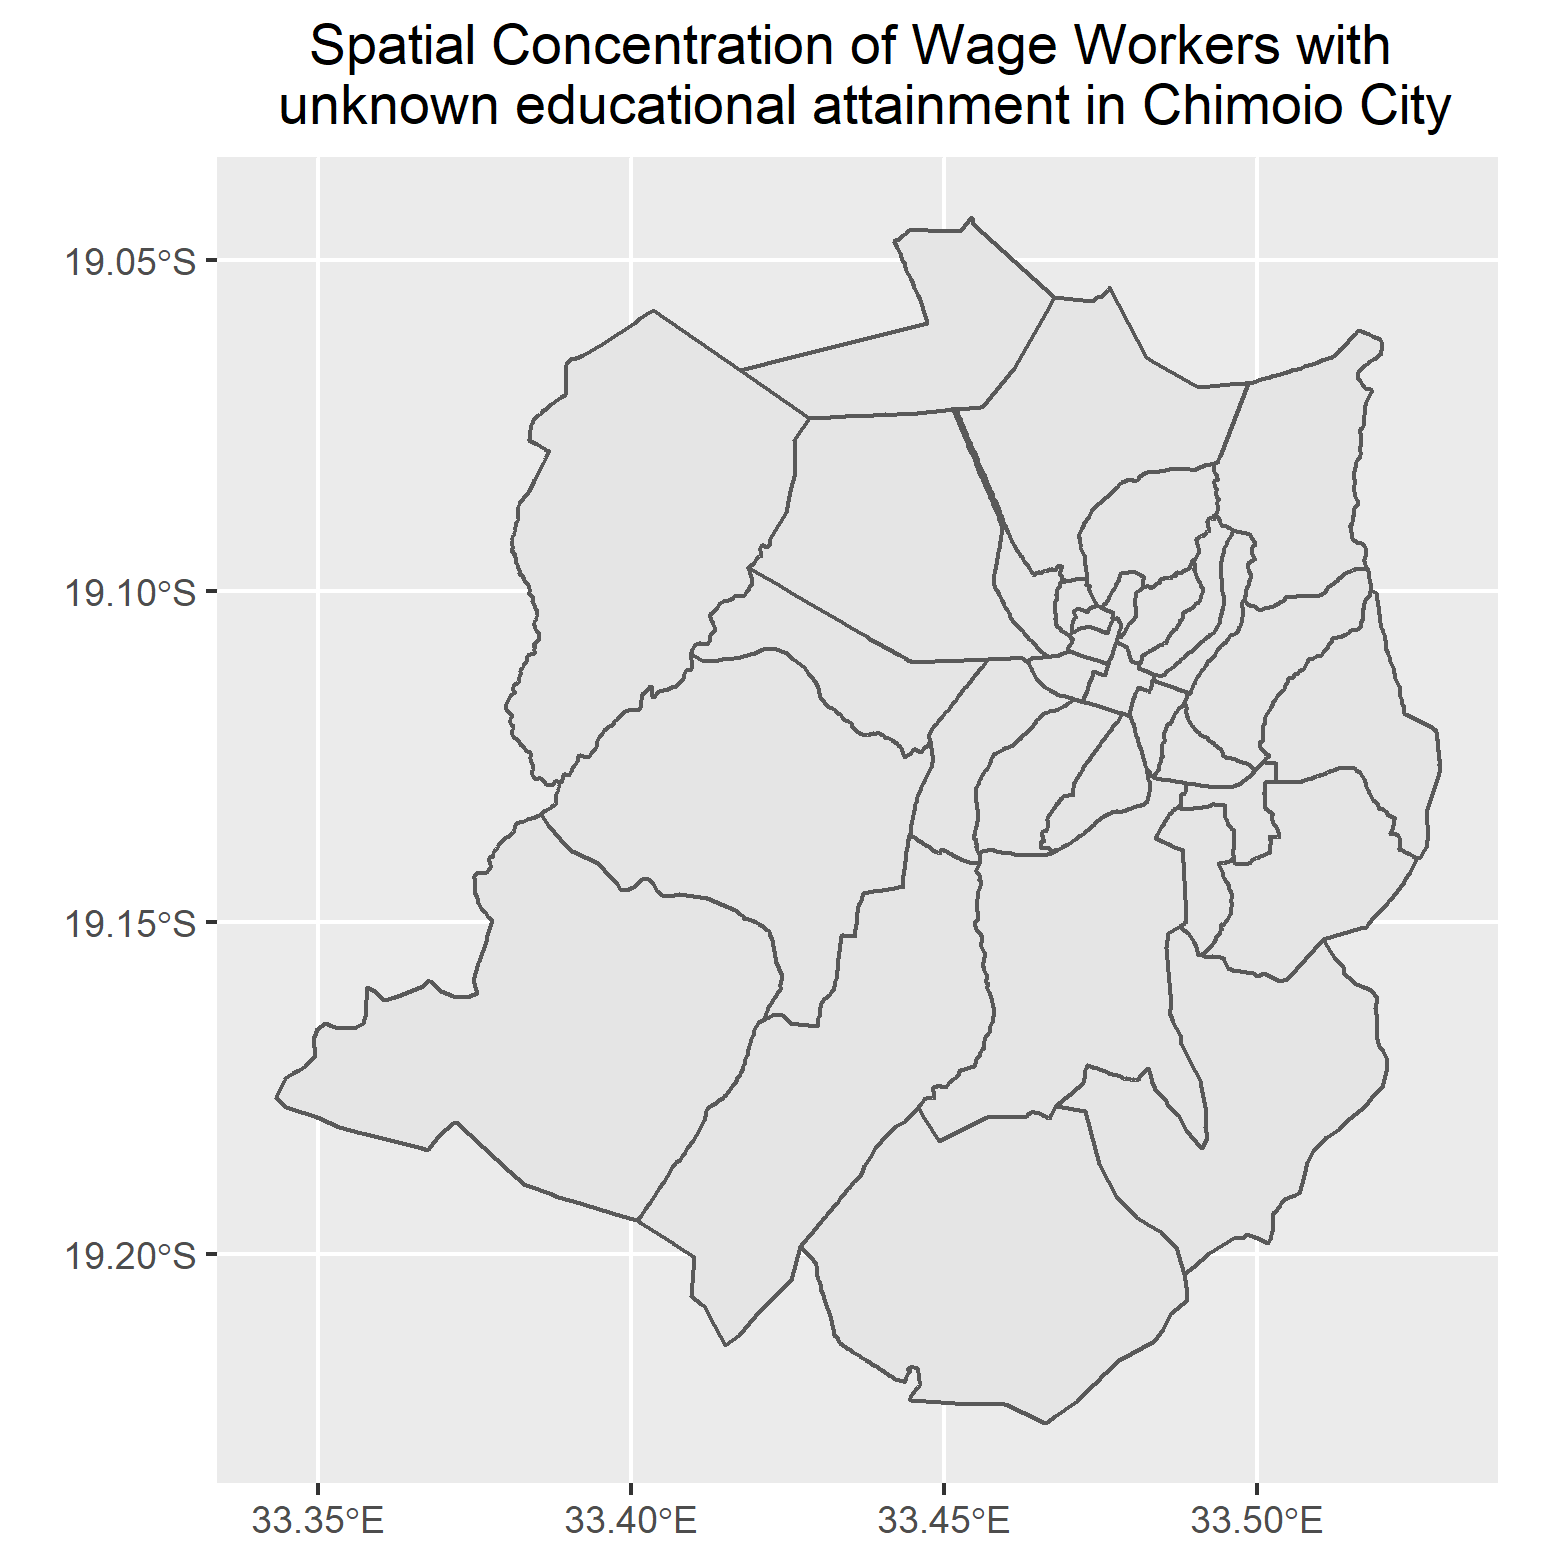 Spatial Concentration of Wage Workers with
unknown educational attainment in Chimoio City
19.05°S
19.10°S
19.15°S
19.20°S
33.35°E
33.40°E
33.45°E
33.50°E